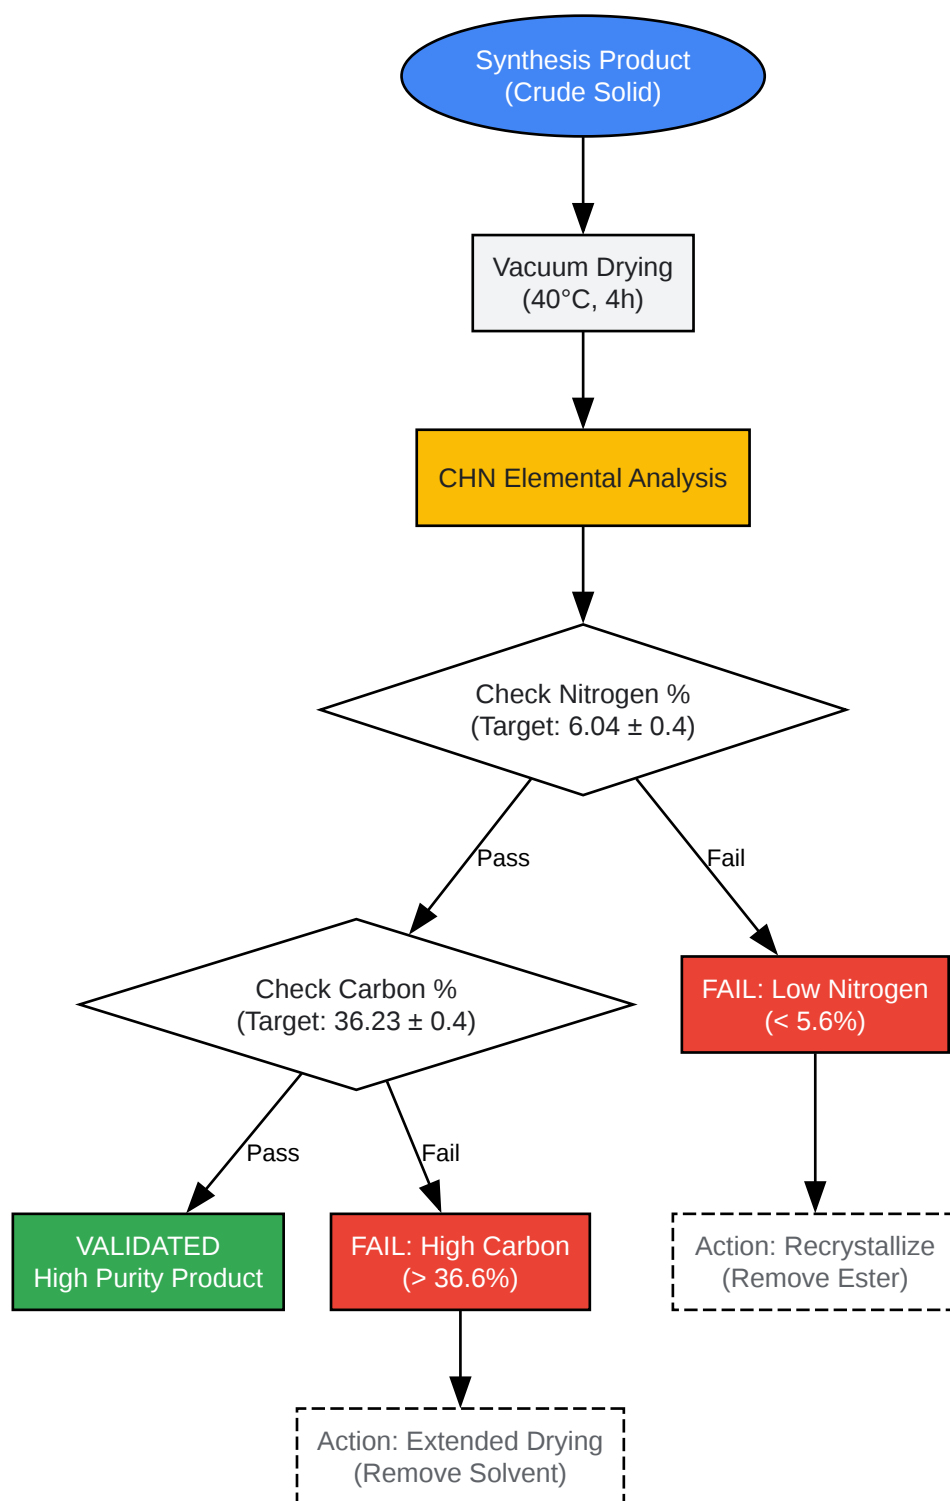 Synthesis Product
(Crude Solid)
Vacuum Drying
(40°C, 4h)
CHN Elemental Analysis
Check Nitrogen %
(Target: 6.04 ± 0.4)
Pass
Fail
Check Carbon %
(Target: 36.23 ± 0.4)
FAIL: Low Nitrogen
(< 5.6%)
Pass
Fail
VALIDATED
High Purity Product
FAIL: High Carbon
(> 36.6%)
Action: Recrystallize
(Remove Ester)
Action: Extended Drying
(Remove Solvent)